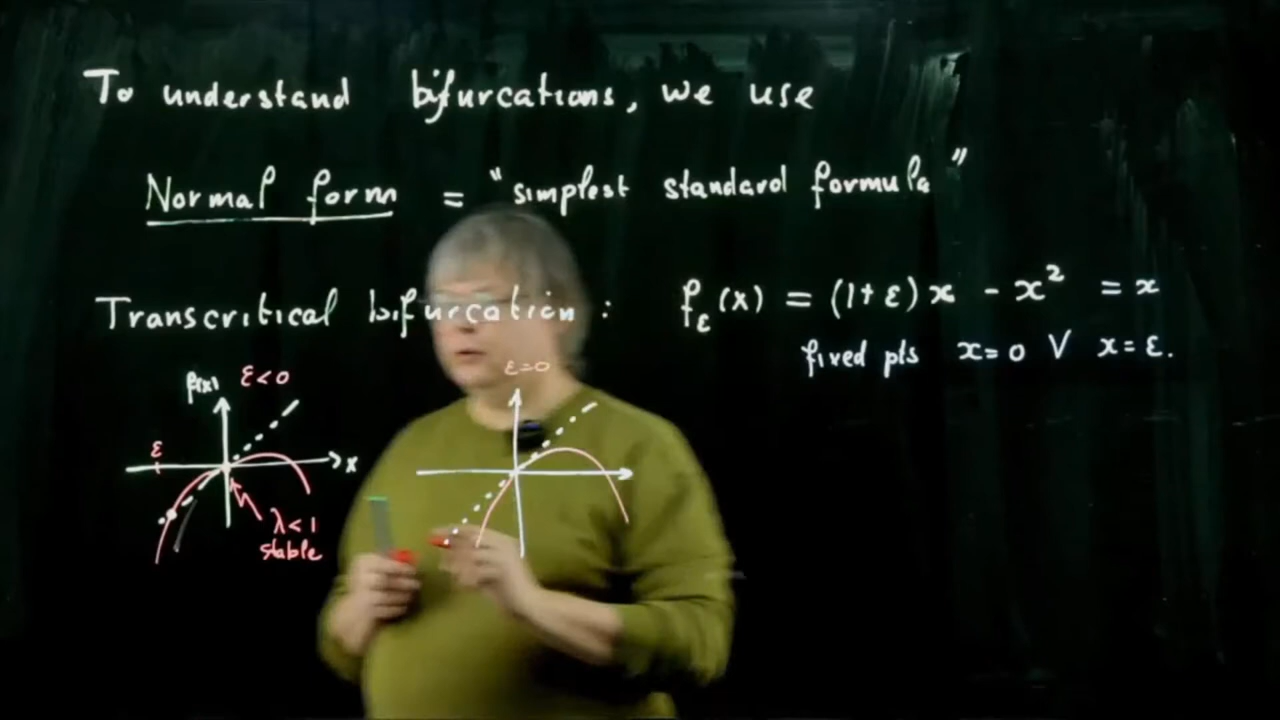 To understand bifurcations, we use
Normal form = "simplest standard formula"
Transcritical bifurcation : f_ε(x) = (1+ε)x - x² = x
fixed pts x=0 V x=ε.
f(x) ε<0
ε=0
ε
x
λ<1
stable